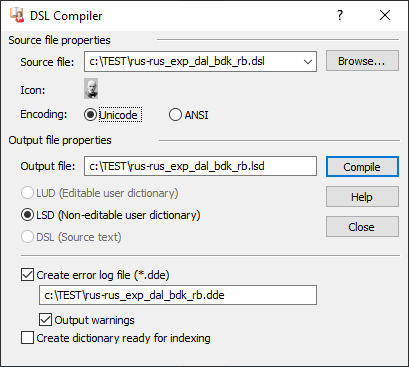 DSL Compiler
Source file properties
Source file: c:\TEST\rus-rus_exp_dal_bdk_rb.dsl Browse...
Icon:
Encoding: Unicode ANSI
Output file properties
Output file: c:\TEST\rus-rus_exp_dal_bdk_rb.lsd Compile
LUD (Editable user dictionary) Help
LSD (Non-editable user dictionary)
DSL (Source text) Close
Create error log file (*.dde)
c:\TEST\rus-rus_exp_dal_bdk_rb.dde
Output warnings
Create dictionary ready for indexing